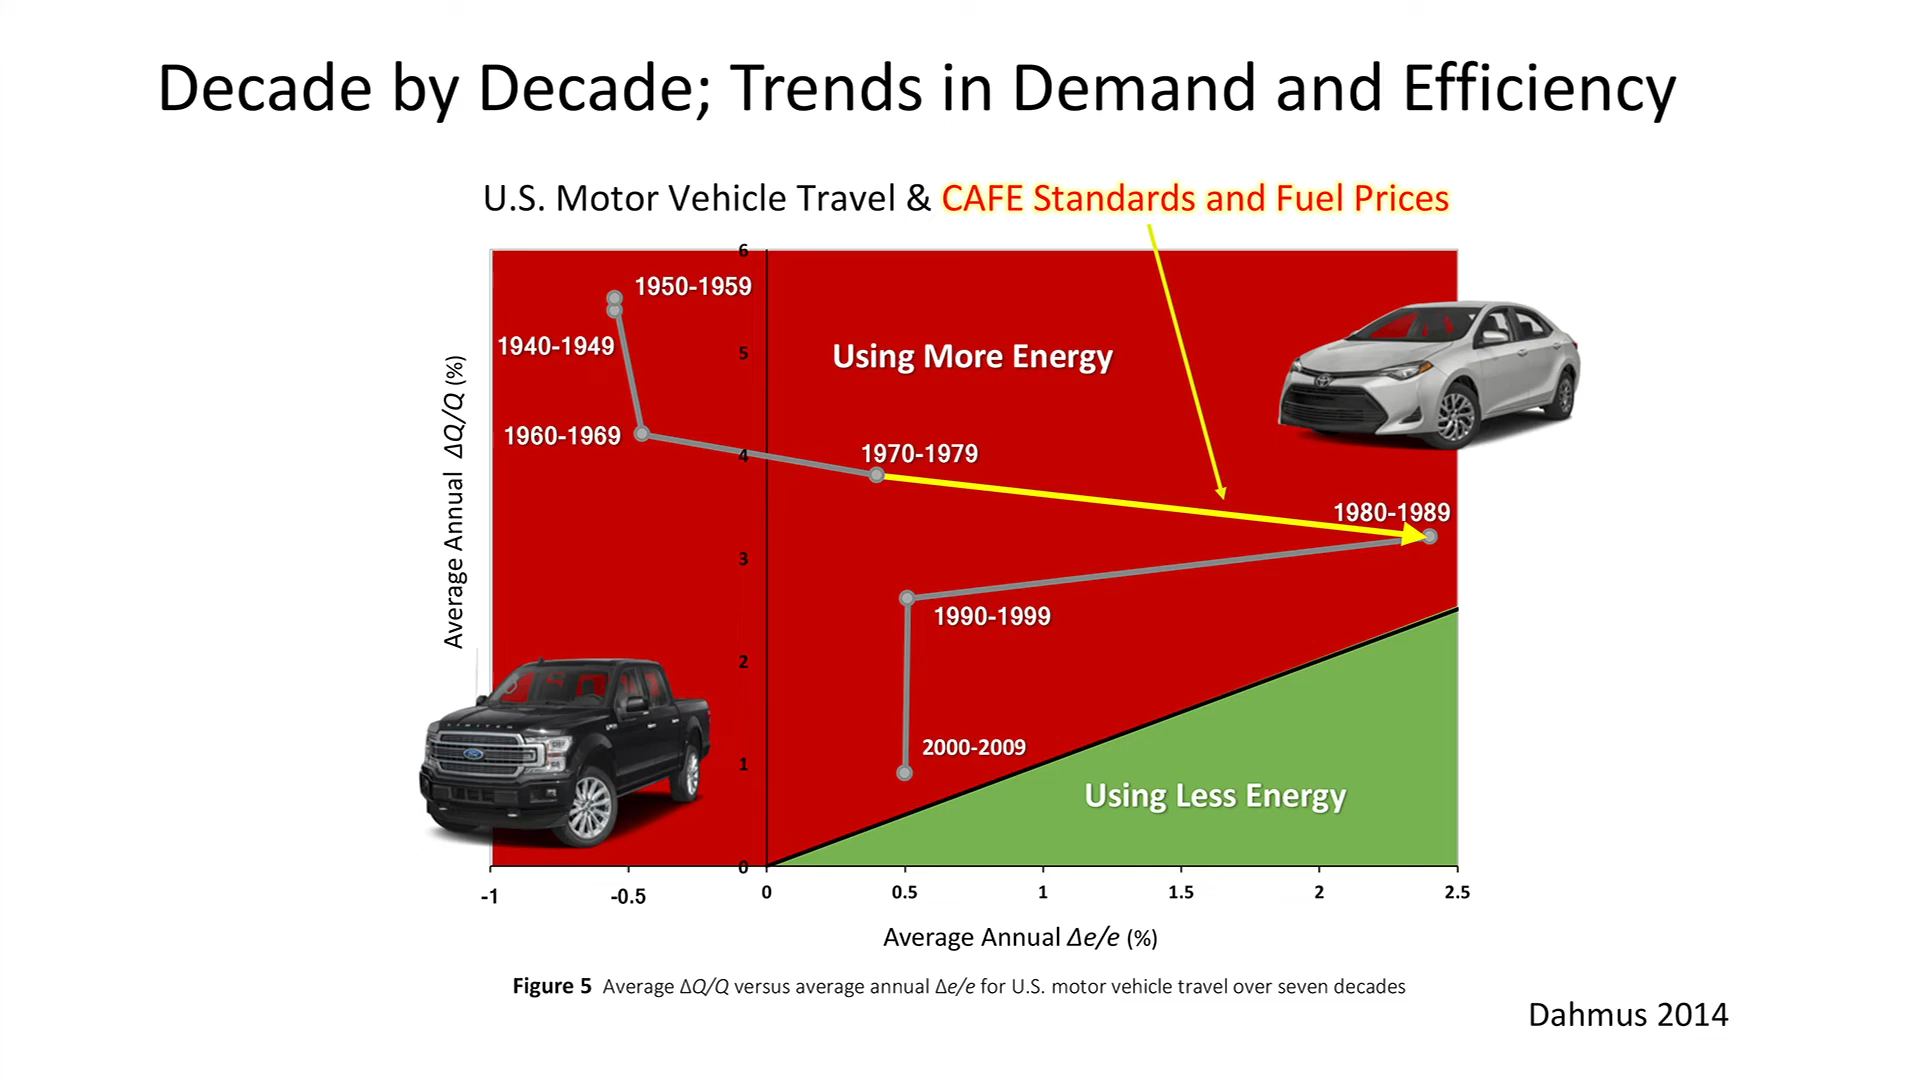 Decade by Decade; Trends in Demand and Efficiency
U.S. Motor Vehicle Travel & CAFE Standards and Fuel Prices
6
1950-1959
1940-1949
5
Using More Energy
Average Annual ΔQ/Q (%)
1960-1969
4
1970-1979
1980-1989
3
1990-1999
2
2000-2009
1
Using Less Energy
0
-1
-0.5
0
0.5
1
1.5
2
2.5
Average Annual Δe/e (%)
Figure 5 Average ΔQ/Q versus average annual Δe/e for U.S. motor vehicle travel over seven decades
Dahmus 2014